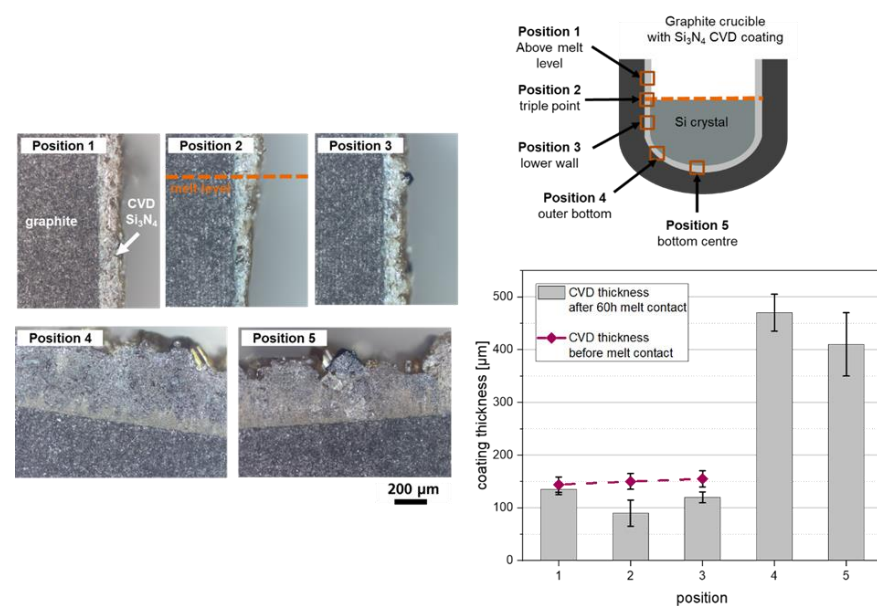 Position 1
Position 2
Position 3
graphite
CVD
Si₃N₄
melt level
Position 4
Position 5
200 µm
Graphite crucible
with Si₃N₄ CVD coating
Position 1
Above melt
level
Position 2
triple point
Position 3
lower wall
Position 4
outer bottom
Position 5
bottom centre
Si crystal
CVD thickness
after 60h melt contact
CVD thickness
before melt contact
coating thickness [µm]
500
400
300
200
100
0
1 2 3 4 5
position